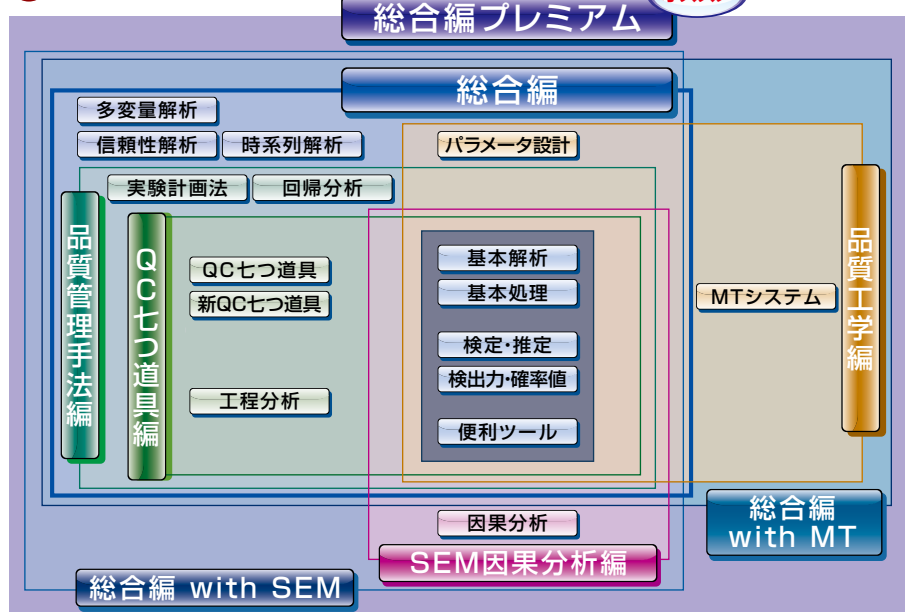 総合編プレミアム
総合編
多変量解析
信頼性解析
時系列解析
パラメータ設計
実験計画法
回帰分析
品質管理手法編
QC七つ道具編
QC七つ道具
新QC七つ道具
工程分析
基本解析
基本処理
検定・推定
検出力・確率値
便利ツール
MTシステム
品質工学編
因果分析
SEM因果分析編
総合編
with MT
総合編 with SEM